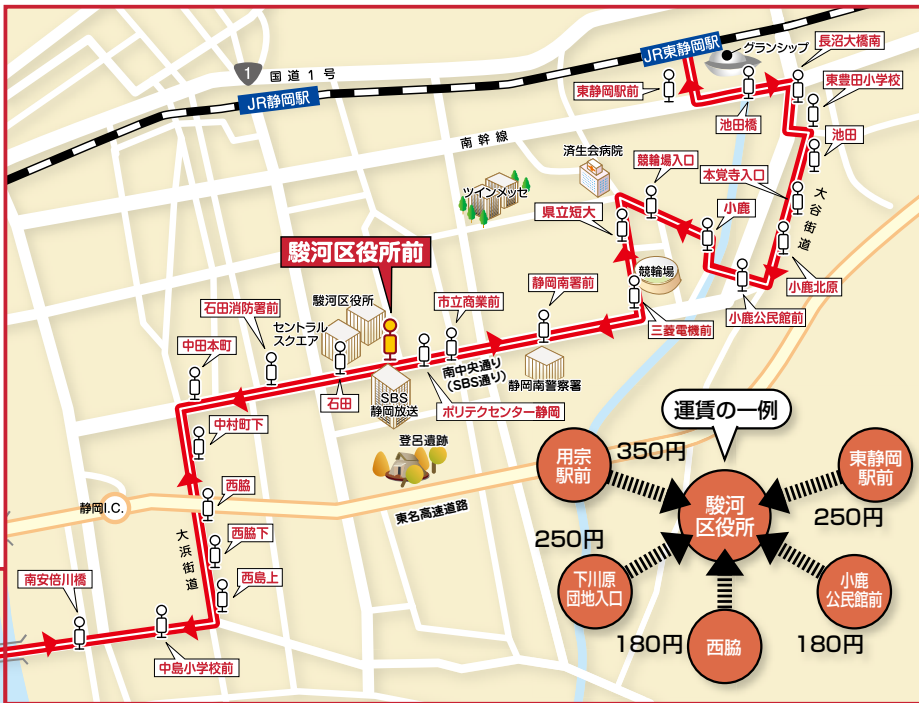 1
国道1号
JR静岡駅
JR東静岡駅
グランシップ
長沼大橋南
東静岡駅前
東豊田小学校
池田橋
池田
南幹線
済生会病院
競輪場入口
本覚寺入口
大谷街道
ツインメッセ
県立短大
小鹿
駿河区役所前
競輪場
小鹿北原
小鹿公民館前
静岡南署前
三菱電機前
石田消防署前
駿河区役所
市立商業前
セントラル
スクエア
中田本町
南中央通り
(SBS通り)
静岡南警察署
石田
SBS
静岡放送
ポリテクセンター静岡
運賃の一例
中村町下
登呂遺跡
用宗
駅前
350円
東静岡
駅前
西脇
駿河
区役所
静岡I.C.
東名高速道路
250円
250円
大浜街道
西脇下
南安倍川橋
西島上
下川原
団地入口
小鹿
公民館前
180円
西脇
180円
中島小学校前